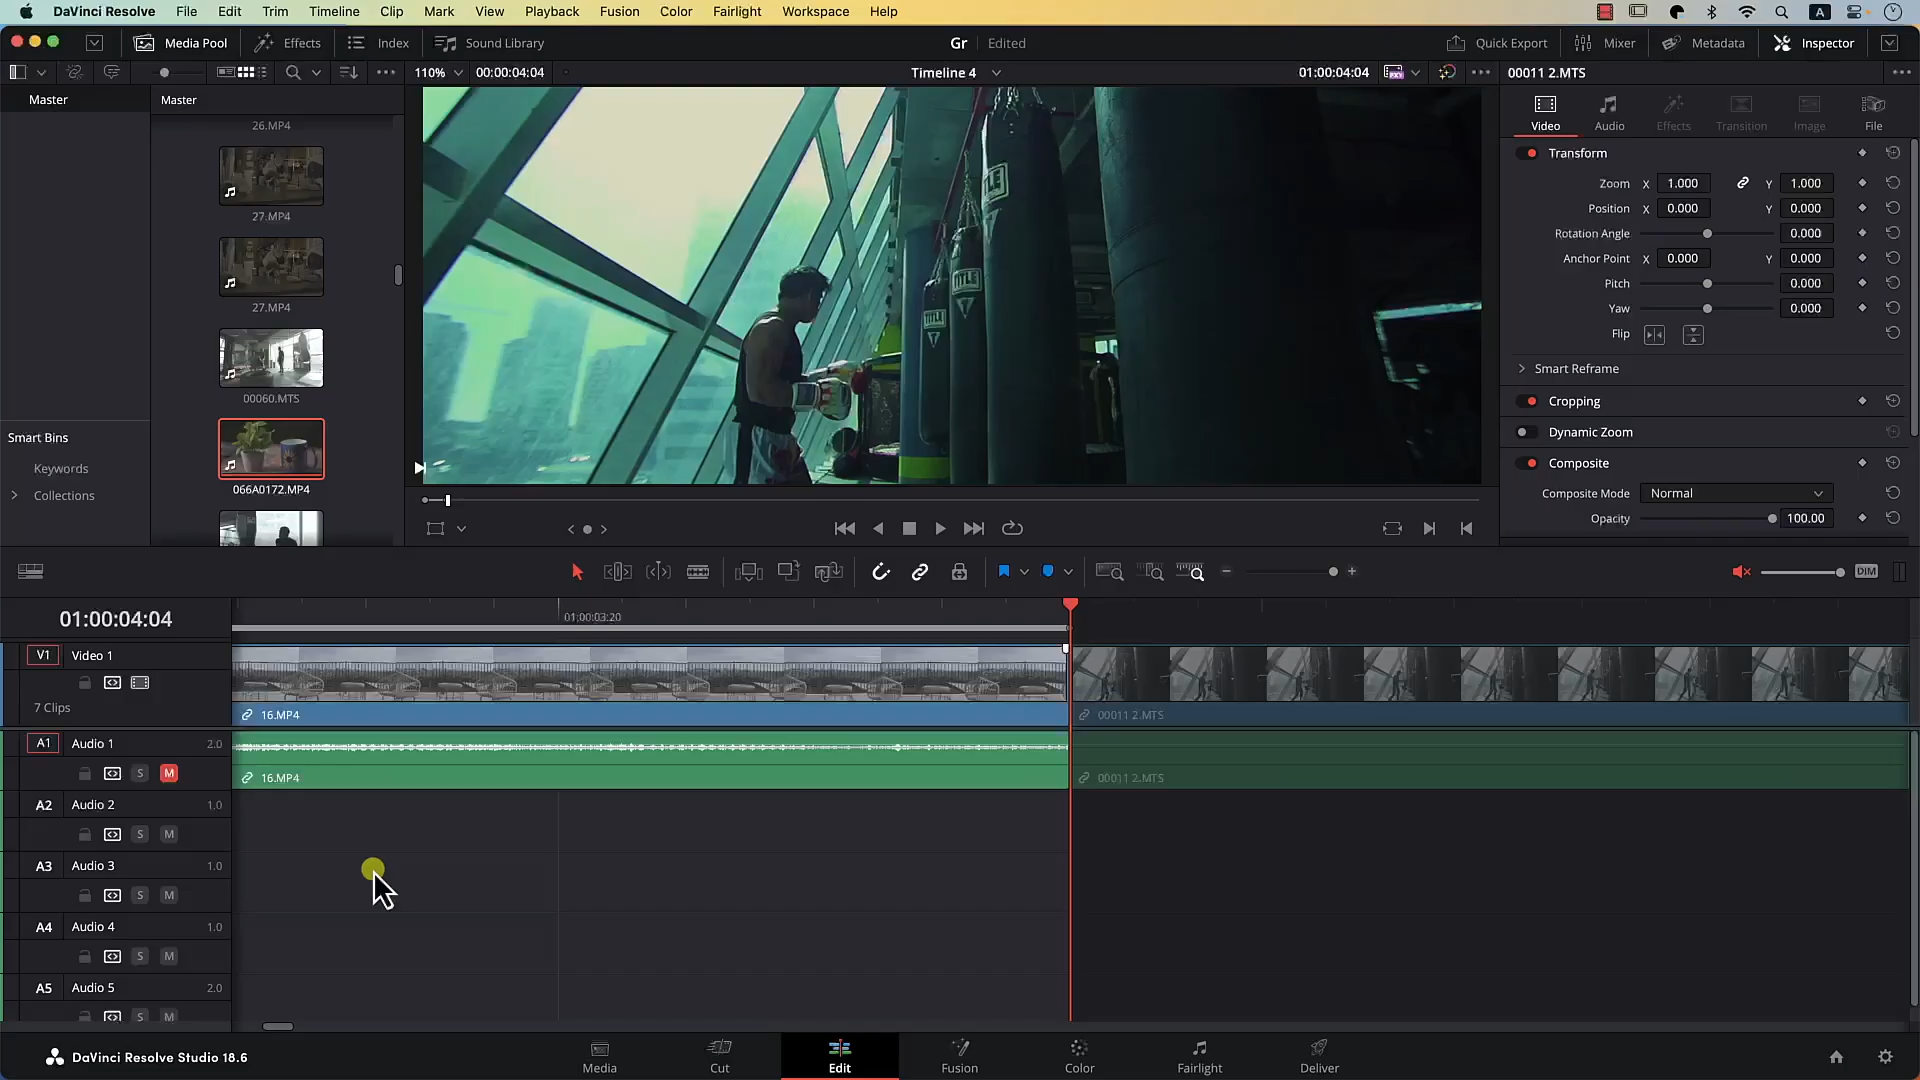 DaVinci Resolve File Edit Trim Timeline Clip Mark View Playback Fusion Color Fairlight Workspace Help A
Media Pool Effects Index Sound Library Gr Edited Quick Export Mixer Metadata Inspector
110% 00:00:04:04 Timeline 4 01:00:04:04 00011 2.MTS
Master Master
26.MP4
27.MP4
27.MP4
00060.MTS
066A0172.MP4
Smart Bins
Keywords
Collections
TITLE
TITLE
Video Audio Effects Transition Image File
Transform
Zoom X 1.000 Y 1.000
Position X 0.000 Y 0.000
Rotation Angle 0.000
Anchor Point X 0.000 Y 0.000
Pitch 0.000
Yaw 0.000
Flip
Smart Reframe
Cropping
Dynamic Zoom
Composite
Composite Mode Normal
Opacity 100.00
DIM
01:00:04:04
01:00:03:20
V1 Video 1
7 Clips
16.MP4 00011 2.MTS
A1 Audio 1 2.0
S M
16.MP4 00011 2.MTS
A2 Audio 2 1.0
S M
A3 Audio 3 1.0
S M
A4 Audio 4 1.0
S M
A5 Audio 5 2.0
S M
DaVinci Resolve Studio 18.6
Media Cut Edit Fusion Color Fairlight Deliver